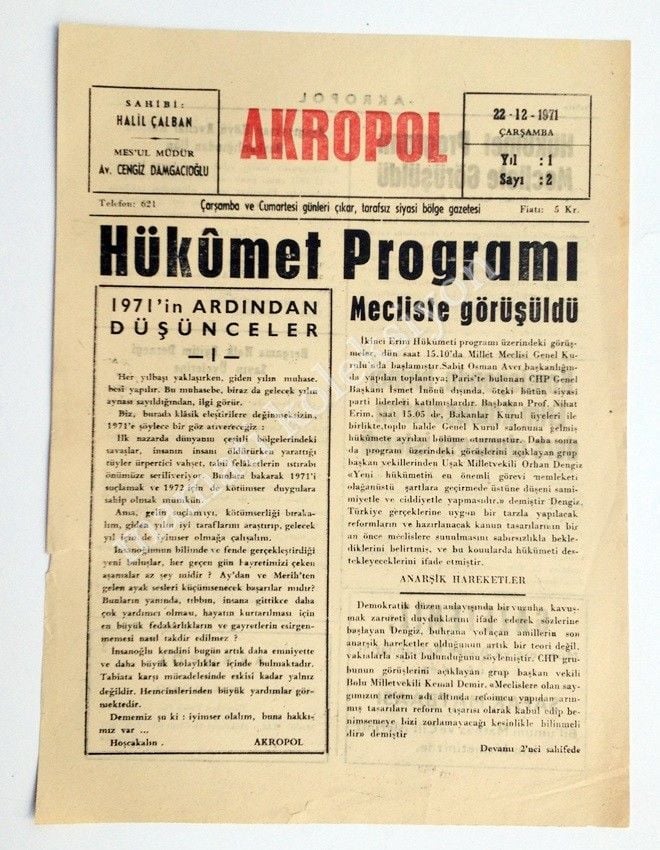 SAHİBİ:
HALİL ÇALBAN
MES'UL MÜDÜR
Av. CENGİZ DAMGACIOĞLU
AKROPOL
22-12-1971
ÇARŞAMBA
Yıl : 1
Sayı : 2
Telefon: 621
Çarşamba ve Cumartesi günleri çıkar, tarafsız siyasi bölge gazetesi
Fiatı: 5 Kr.
Hükûmet Programı
1971'in ARDINDAN
DÜŞÜNCELER
— I —
Her yılbaşı yaklaşırken, giden yılın muhase.
besi yapılır. Bu muhasebe, biraz da gelecek yılın
aynası sayıldığından, ilgi görür.
Biz, burada klâsik eleştirilere değinmeksizin,
1971'e şöylece bir göz atıvereceğiz :
İlk nazarda dünyanın çeşitli bölgelerindeki
savaşlar, insanın insanı öldürürken yarattığı
tüyler ürpertici vahşet, tabiî felâketlerin ıstırabı
önümüze seriliveriyor. Bunlara bakarak 1971'i
suçlamak ve 1972 için de kötümser duygulara
sahip olmak mümkün.
Ama, gelin suçlamayı, kötümserliği bıraka-
lım, giden yılın iyi taraflarını araştırıp, gelecek
yıl için de iyimser olmağa çalışalım.
İnsanoğlunun bilimde ve fende gerçekleştirdiği
yeni buluşlar, her geçen gün hayretimizi çeken
aşamalar az şey midir ? Ay'dan ve Merih'ten
gelen ayak sesleri küçümsenecek başarılar mıdır?
Bunların yanında, tıbbın, insana gittikce daha
çok yardımcı olması, hayatın kurtarılması için
en büyük fedakârlıkların ve gayretlerin esirgen-
memesi nasıl takdir edilmez ?
İnsanoğlu kendini bugün artık daha emniyette
ve daha büyük kolaylıklar içinde bulmaktadır.
Tabiata karşı mücadelesinde eskisi kadar yalnız
değildir. Hemcinslerinden büyük yardımlar gör-
mektedir.
Dememiz şu ki : iyimser olalım, buna hakkı-
mız var ...
Hoşcakalın . AKROPOL
Mecliste görüşüldü
İkinci Erim Hükûmeti programı üzerindeki görüş-
meler, dün saat 15.10'da Millet Meclisi Genel Ku-
rulu'nda başlamıştır.Sabit Osman Avcı başkanlığın-
da yapılan toplantıya; Paris'te bulunan CHP Genel
Başkanı İsmet İnönü dışında, öteki bütün siyasi
parti liderleri katılmışlardır. Başbakan Prof. Nihat
Erim, saat 15.05 de, Bakanlar Kurul üyeleri ile
birlikte,toplu halde Genel Kurul salonuna gelmiş
hükûmete ayrılan bölüme oturmuştur. Daha sonra
da program üzerindeki görüşlerini açıklayan grup
başkan vekillerinden Uşak Milletvekili Orhan Dengiz
«Yeni hükümetin en önemli görevi memleketi
olağanüstü şartlara geçirmede üstüne düşeni sami-
miyetle ve ciddiyetle yapmasıdır.» demiştir Dengiz,
Türkiye gerçeklerine uygun bir tarzla yapılacak
reformların ve hazırlanacak kanun tasarılarının bir
an önce meclislere sunulmasını sabırsızlıkla bekle-
diklerini belirtmiş, ve bu konularda hükümeti des-
tekleyeceklerini ifade etmiştir.
ANARŞİK HAREKETLER
Demokratik düzen anlayışında bir vuzuha kavuş-
mak zarureti duyduklarını ifade ederek sözlerine
başlayan Dengiz, buhrana yol açan amillerin son
anarşik hareketler olduğunun artık bir teori değil,
vakıalarla sabit bulunduğunu söylemiştir. CHP gru-
bunun görüşlerini açıklayan grup başkan vekili
Bolu Milletvekili Kemal Demir, «Meclislere olan say-
gımızın reform adı altında reformcu yapıdan arın-
mış tasarıları reform tasarısı olarak kabul edip be-
nimsemeye bizi zorlamayacağı kesinlikle bilinmeli
dir» demiştir
Devamı 2'nci sahifede